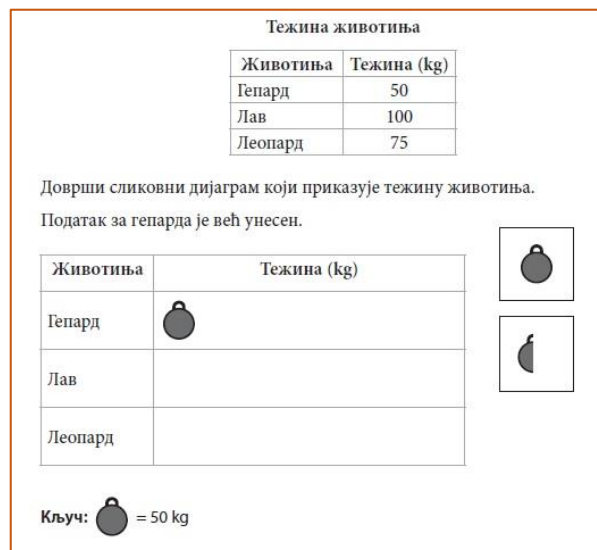 Тежина животиња
Животиња Тежина (kg)
Гепард 50
Лав 100
Леопард 75
Доврши сликовни дијаграм који приказује тежину животиња.
Податак за гепарда је већ унесен.
Животиња Тежина (kg)
Гепард
Лав
Леопард
Кључ: = 50 kg